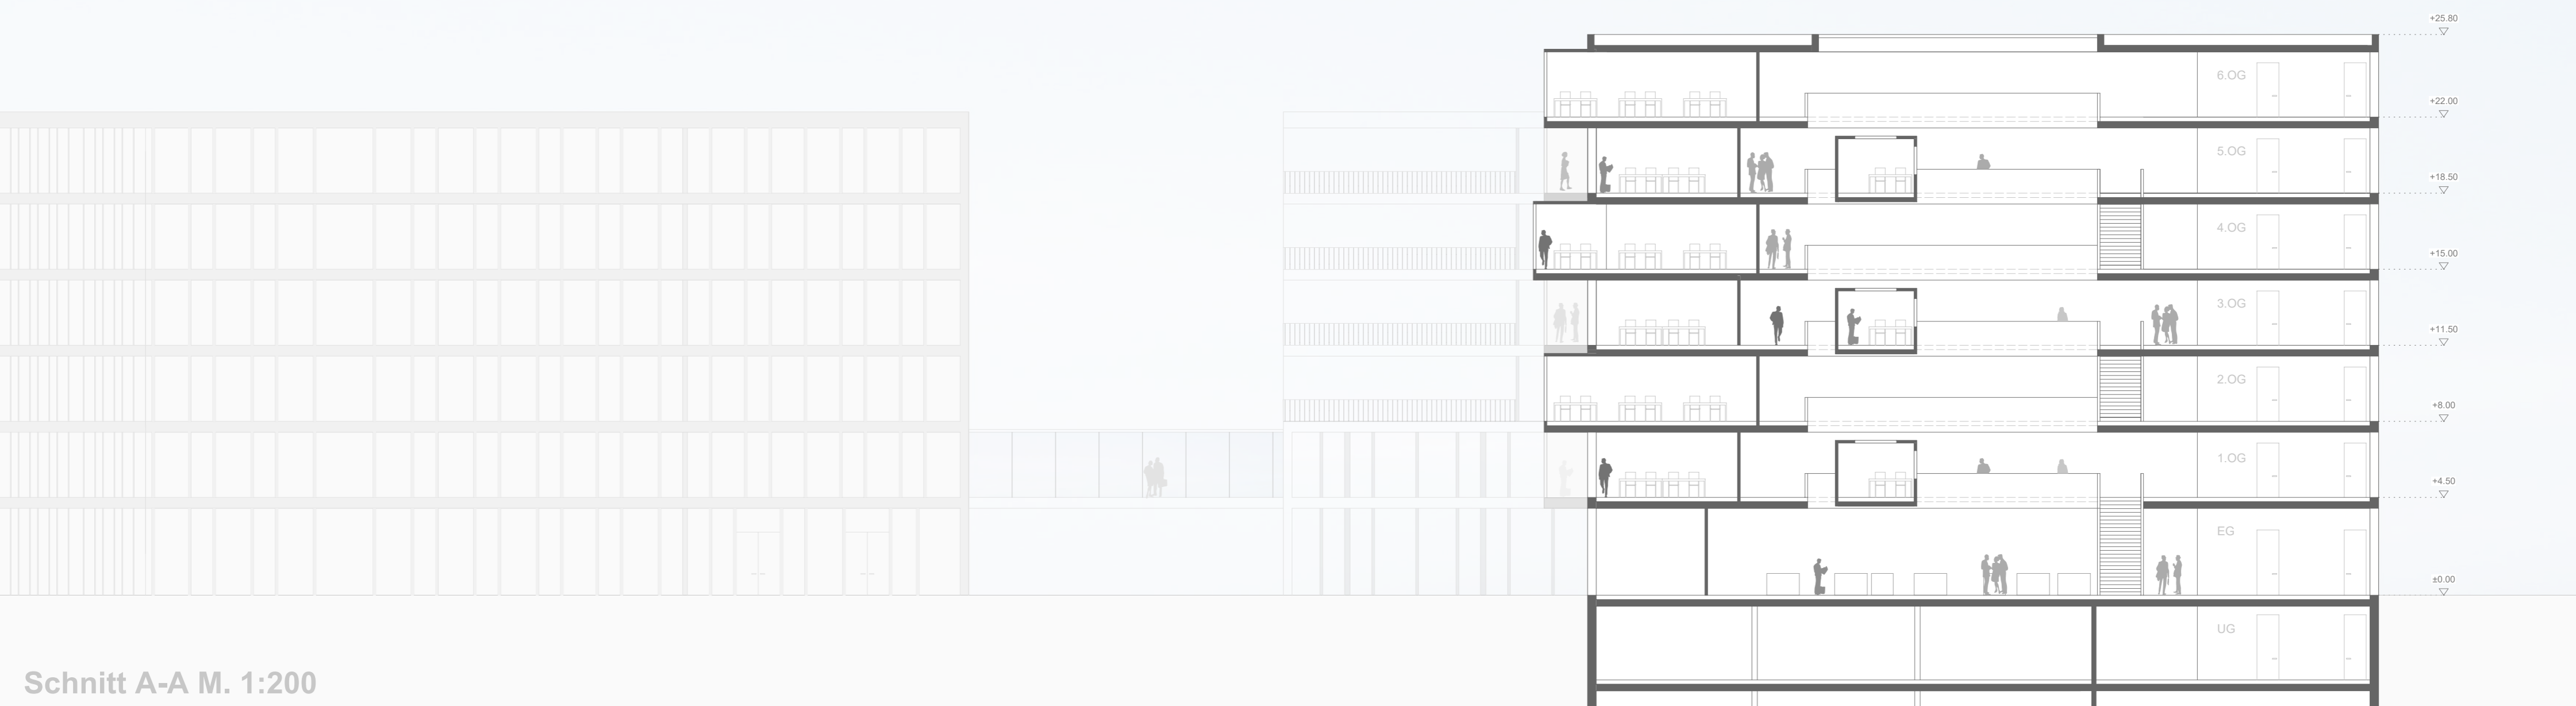 +25.80
6.OG
+22.00
5.OG
+18.50
4.OG
+15.00
3.OG
+11.50
2.OG
+8.00
1.OG
+4.50
EG
±0.00
UG
Schnitt A-A M. 1:200